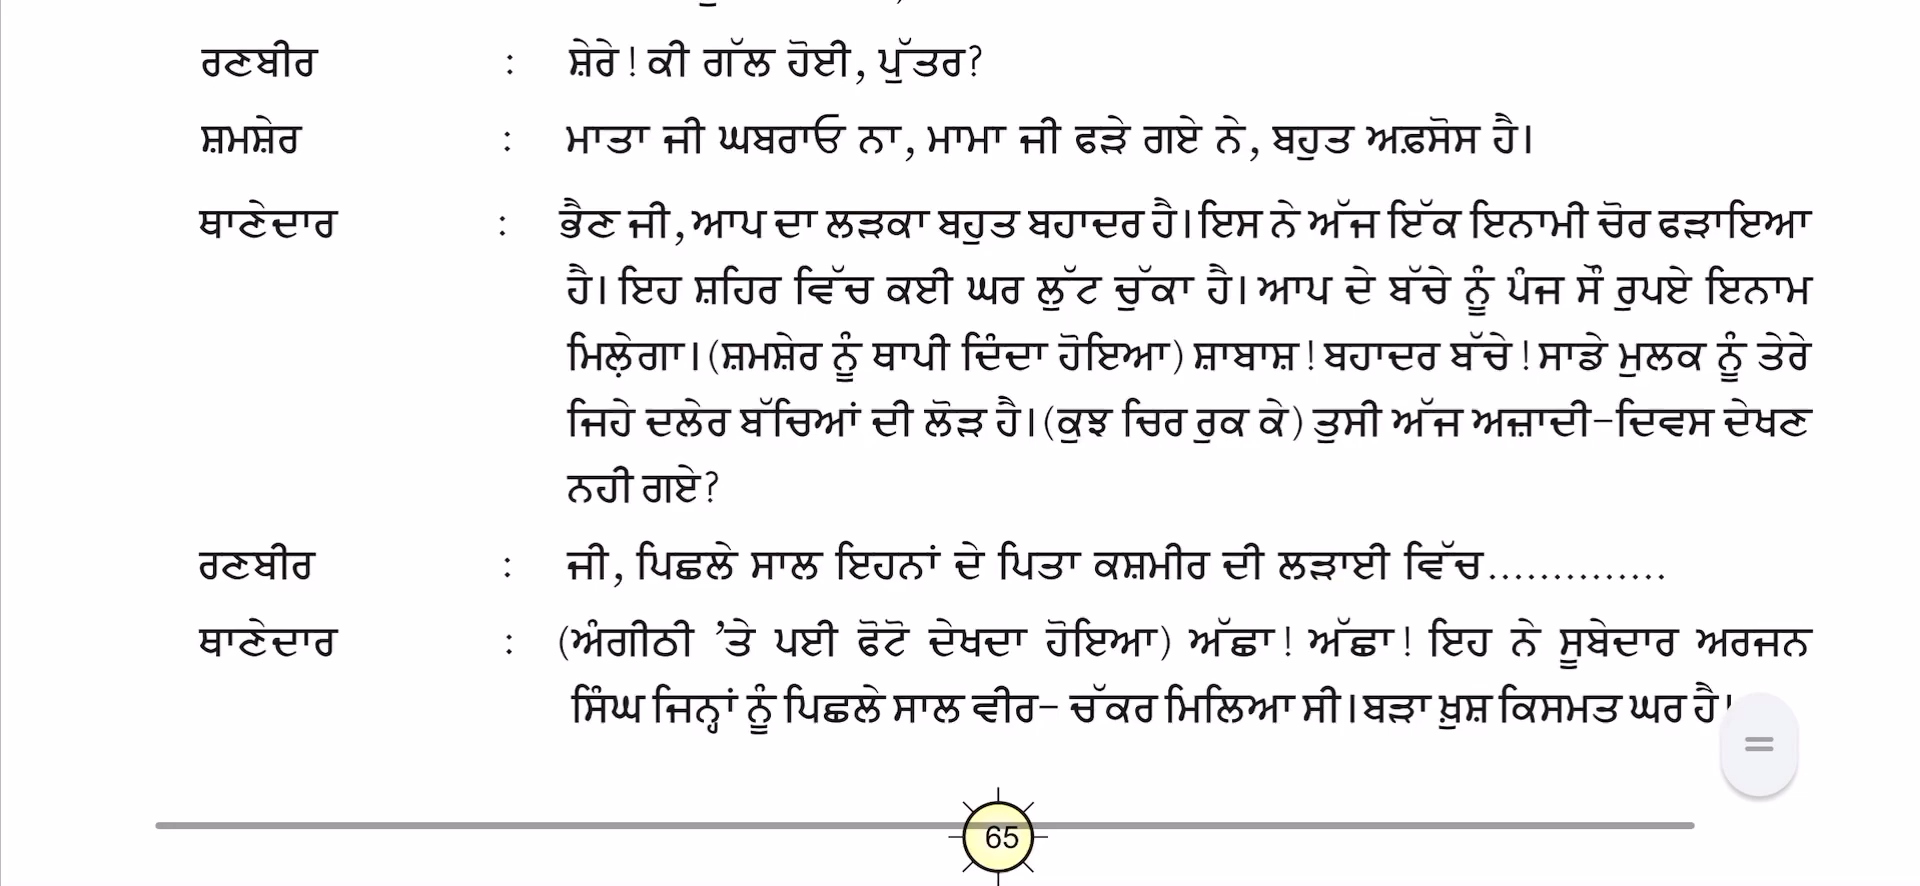 ਰਣਬੀਰ : ਸ਼ੇਰੇ! ਕੀ ਗੱਲ ਹੋਈ, ਪੁੱਤਰ?
ਸ਼ਮਸ਼ੇਰ : ਮਾਤਾ ਜੀ ਘਬਰਾਓ ਨਾ, ਮਾਮਾ ਜੀ ਫੜੇ ਗਏ ਨੇ, ਬਹੁਤ ਅਫ਼ਸੋਸ ਹੈ।
ਥਾਣੇਦਾਰ : ਭੈਣ ਜੀ, ਆਪ ਦਾ ਲੜਕਾ ਬਹੁਤ ਬਹਾਦਰ ਹੈ। ਇਸ ਨੇ ਅੱਜ ਇੱਕ ਇਨਾਮੀ ਚੋਰ ਫੜਾਇਆ
ਹੈ। ਇਹ ਸ਼ਹਿਰ ਵਿੱਚ ਕਈ ਘਰ ਲੁੱਟ ਚੁੱਕਾ ਹੈ। ਆਪ ਦੇ ਬੱਚੇ ਨੂੰ ਪੰਜ ਸੌ ਰੁਪਏ ਇਨਾਮ
ਮਿਲ਼ੇਗਾ। (ਸ਼ਮਸ਼ੇਰ ਨੂੰ ਥਾਪੀ ਦਿੰਦਾ ਹੋਇਆ) ਸ਼ਾਬਾਸ਼! ਬਹਾਦਰ ਬੱਚੇ! ਸਾਡੇ ਮੁਲਕ ਨੂੰ ਤੇਰੇ
ਜਿਹੇ ਦਲੇਰ ਬੱਚਿਆਂ ਦੀ ਲੋੜ ਹੈ। (ਕੁਝ ਚਿਰ ਰੁਕ ਕੇ) ਤੁਸੀ ਅੱਜ ਅਜ਼ਾਦੀ-ਦਿਵਸ ਦੇਖਣ
ਨਹੀ ਗਏ?
ਰਣਬੀਰ : ਜੀ, ਪਿਛਲੇ ਸਾਲ ਇਹਨਾਂ ਦੇ ਪਿਤਾ ਕਸ਼ਮੀਰ ਦੀ ਲੜਾਈ ਵਿੱਚ..............
ਥਾਣੇਦਾਰ : (ਅੰਗੀਠੀ ’ਤੇ ਪਈ ਫੋਟੋ ਦੇਖਦਾ ਹੋਇਆ) ਅੱਛਾ! ਅੱਛਾ! ਇਹ ਨੇ ਸੂਬੇਦਾਰ ਅਰਜਨ
ਸਿੰਘ ਜਿਨ੍ਹਾਂ ਨੂੰ ਪਿਛਲੇ ਸਾਲ ਵੀਰ- ਚੱਕਰ ਮਿਲਿਆ ਸੀ। ਬੜਾ ਖ਼ੁਸ਼ ਕਿਸਮਤ ਘਰ ਹੈ।
65